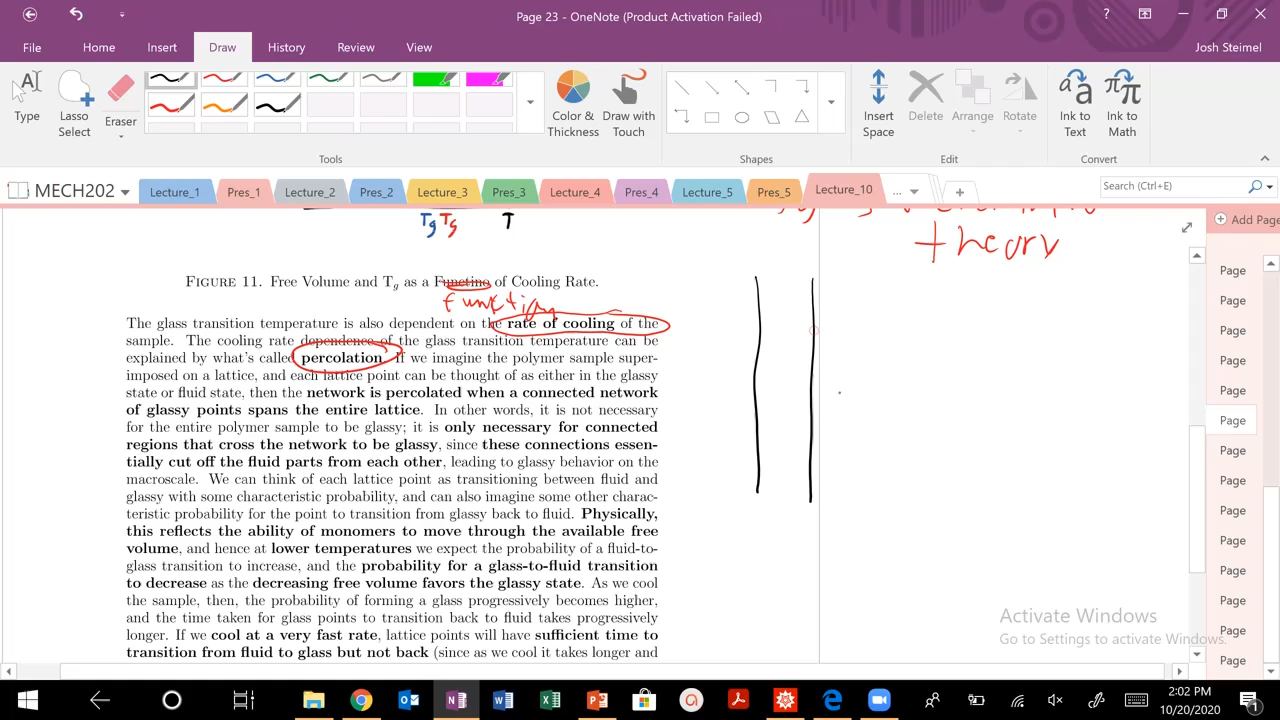 Page 23 - OneNote (Product Activation Failed)
File Home Insert Draw History Review View Josh Steimel
Type Lasso Select Eraser Color & Thickness Draw with Touch Insert Space Delete Arrange Rotate Ink to Text Ink to Math
Tools Shapes Edit Convert
MECH202 Lecture_1 Pres_1 Lecture_2 Pres_2 Lecture_3 Pres_3 Lecture_4 Pres_4 Lecture_5 Pres_5 Lecture_10 ... Search (Ctrl+E)
Add Page
Tg Tg T
theory
FIGURE 11. Free Volume and Tg as a Functino of Cooling Rate.
function
The glass transition temperature is also dependent on the rate of cooling of the
sample. The cooling rate dependence of the glass transition temperature can be
explained by what's called percolation. If we imagine the polymer sample super-
imposed on a lattice, and each lattice point can be thought of as either in the glassy
state or fluid state, then the network is percolated when a connected network
of glassy points spans the entire lattice. In other words, it is not necessary
for the entire polymer sample to be glassy; it is only necessary for connected
regions that cross the network to be glassy, since these connections essen-
tially cut off the fluid parts from each other, leading to glassy behavior on the
macroscale. We can think of each lattice point as transitioning between fluid and
glassy with some characteristic probability, and can also imagine some other charac-
teristic probability for the point to transition from glassy back to fluid. Physically,
this reflects the ability of monomers to move through the available free
volume, and hence at lower temperatures we expect the probability of a fluid-to-
glass transition to increase, and the probability for a glass-to-fluid transition
to decrease as the decreasing free volume favors the glassy state. As we cool
the sample, then, the probability of forming a glass progressively becomes higher,
and the time taken for glass points to transition back to fluid takes progressively
longer. If we cool at a very fast rate, lattice points will have sufficient time to
transition from fluid to glass but not back (since as we cool it takes longer and
Page
Page
Page
Page
Page
Page
Page
Page
Page
Page
Page
Page
Page
Page
Activate Windows
Go to Settings to activate Windows.
2:02 PM
10/20/2020